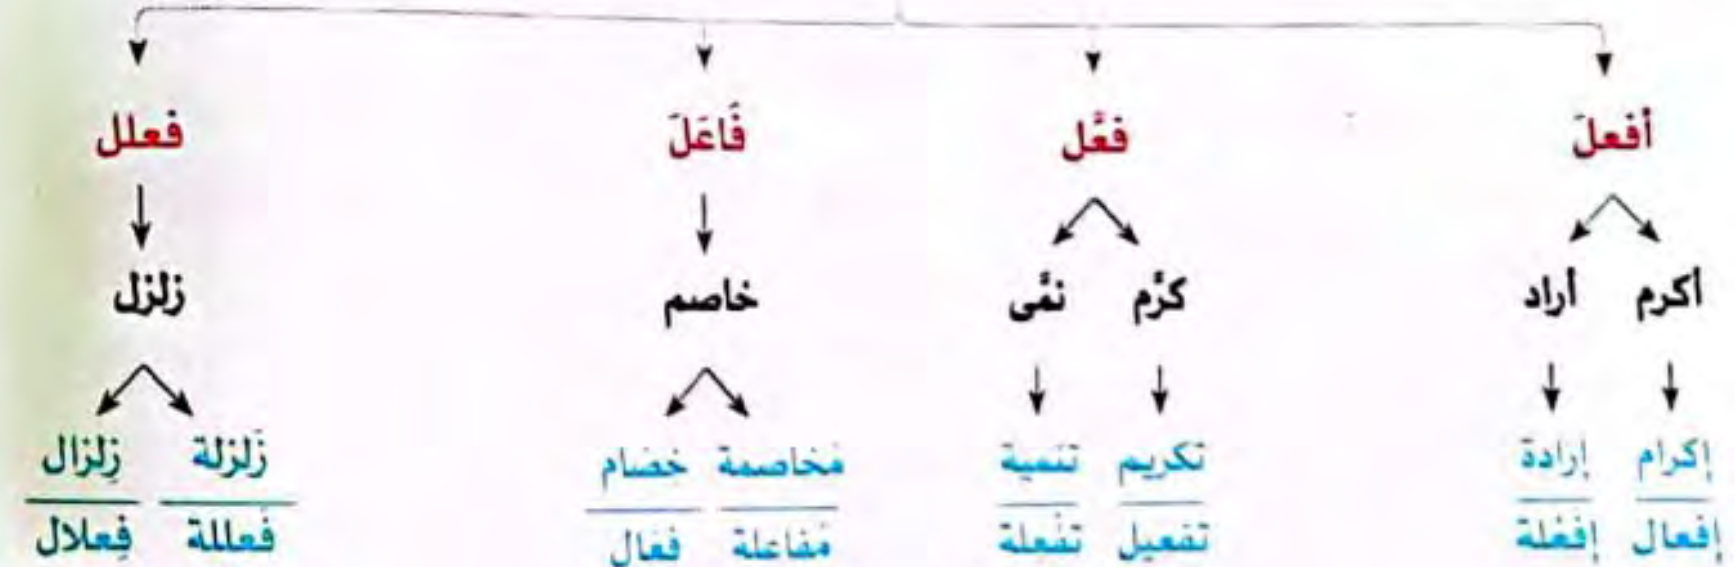 أفعلَ فعَّل فَاعَلَ فعلل
أكرم أراد كرَّم نمَّى خاصم زلزل
إكرام إرادة تكريم تنمية مُخاصمة خصام زَلزلة زِلزال
إفعال إفعلة تفعيل تفعلة مُفاعلة فعال فَعللة فِعلال